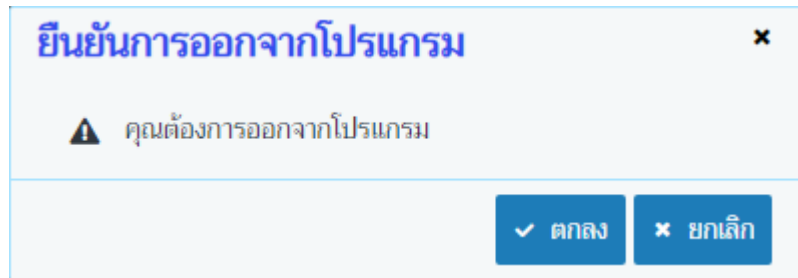 ยืนยันการออกจากโปรแกรม
คุณต้องการออกจากโปรแกรม
ตกลง ยกเลิก